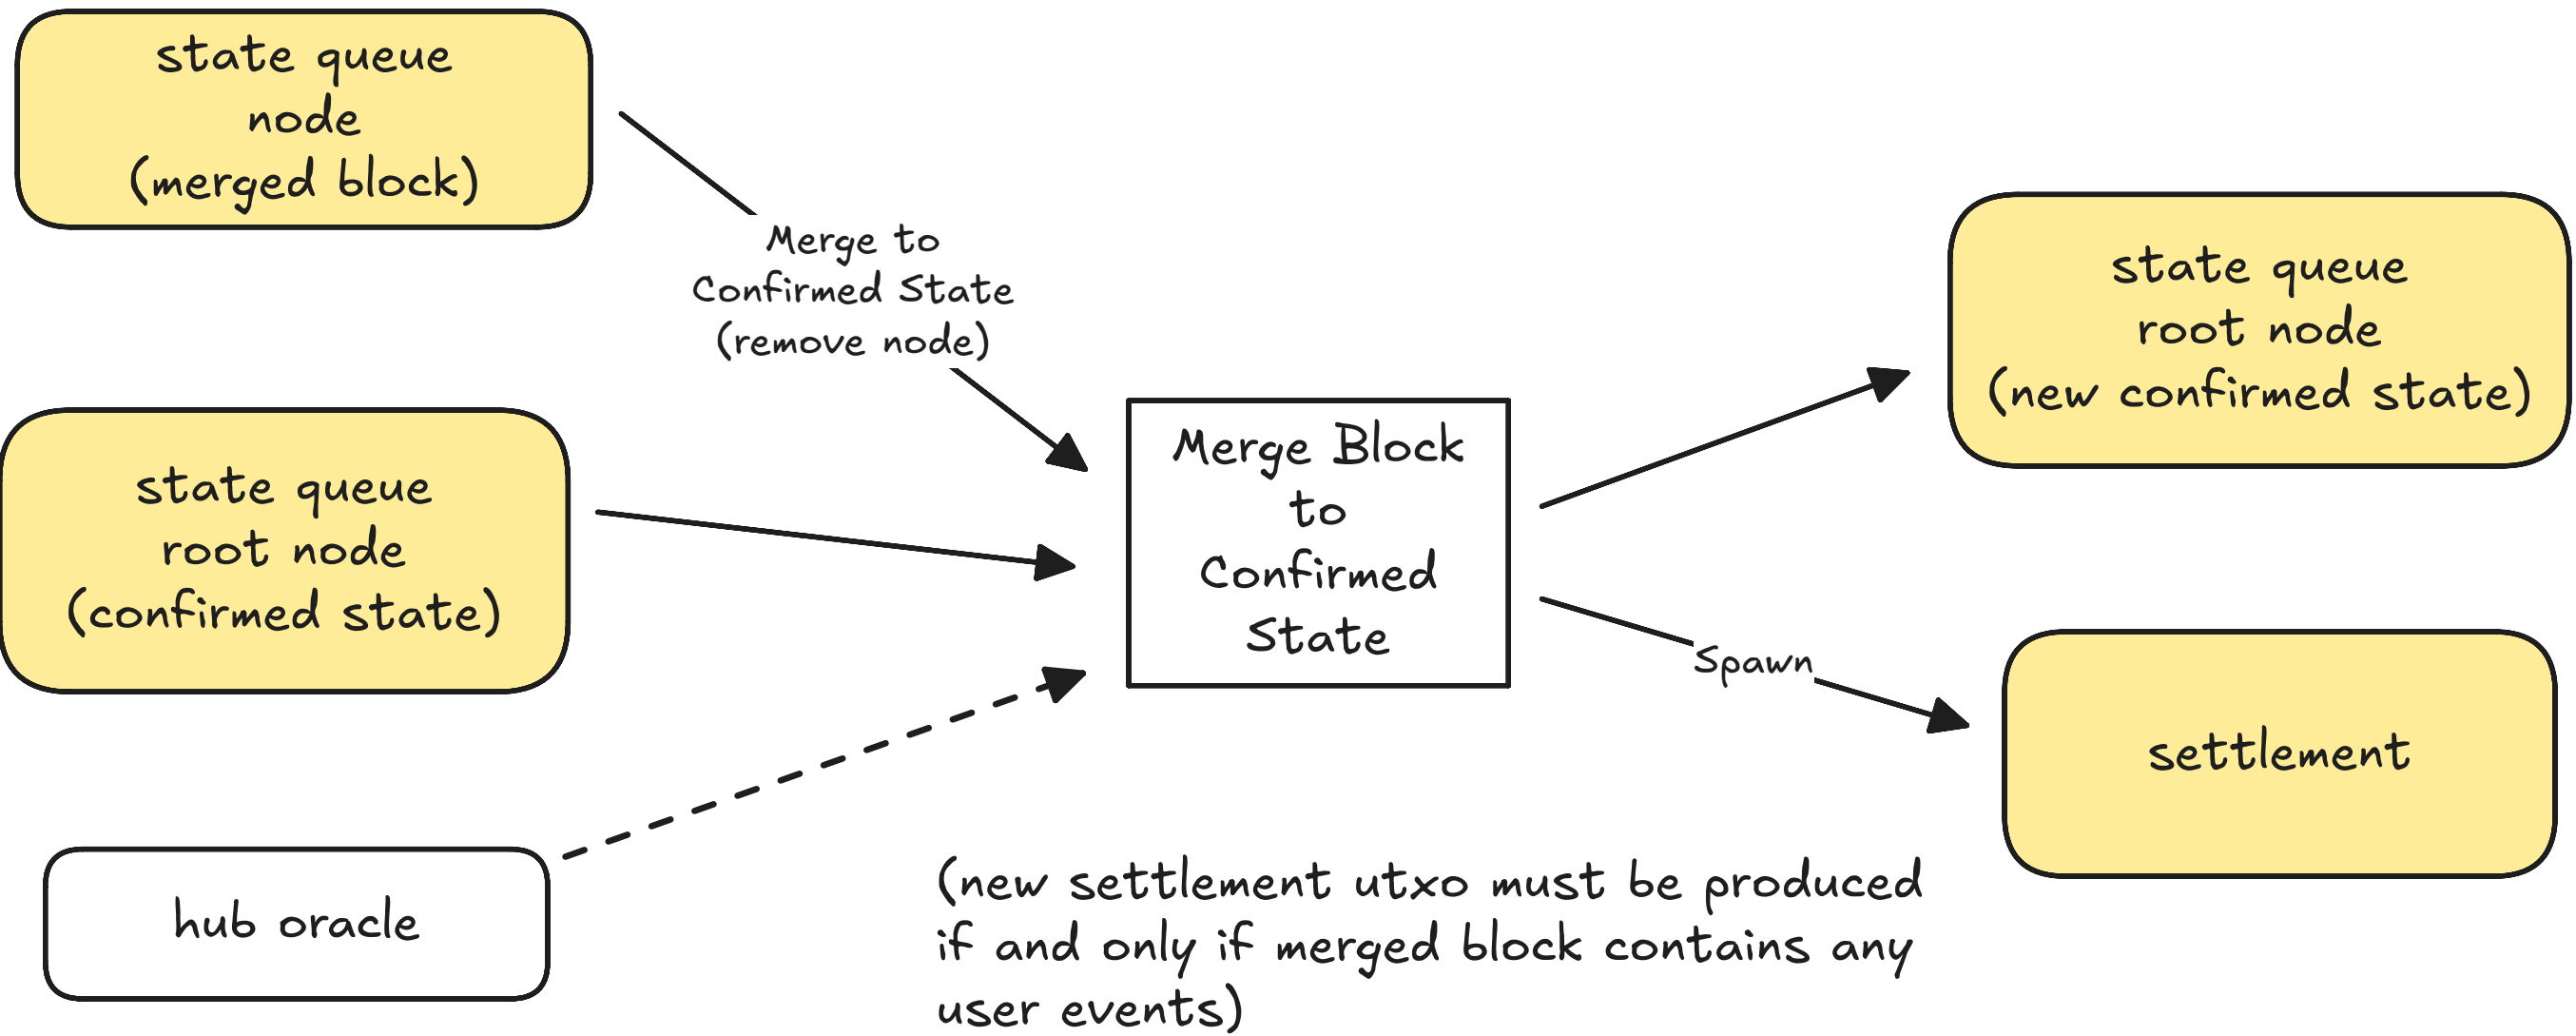 state queue
node
(merged block)
Merge to
Confirmed State
(remove node)
state queue
root node
(confirmed state)
hub oracle
Merge Block
to
Confirmed
State
state queue
root node
(new confirmed state)
Spawn
settlement
(new settlement utxo must be produced
if and only if merged block contains any
user events)